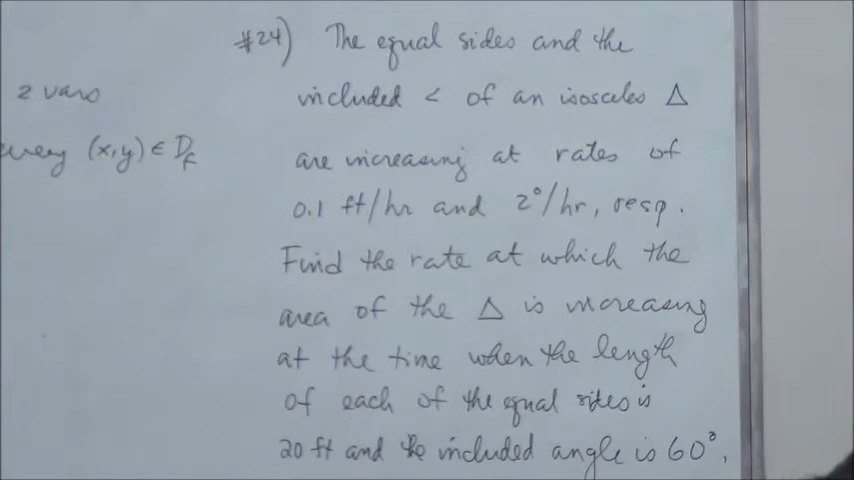 2 vars
every (x,y) ∈ D_f
#24) The equal sides and the
included < of an isosceles Δ
are increasing at rates of
0.1 ft/hr and 2°/hr, resp.
Find the rate at which the
area of the Δ is increasing
at the time when the length
of each of the equal sides is
20 ft and the included angle is 60°.